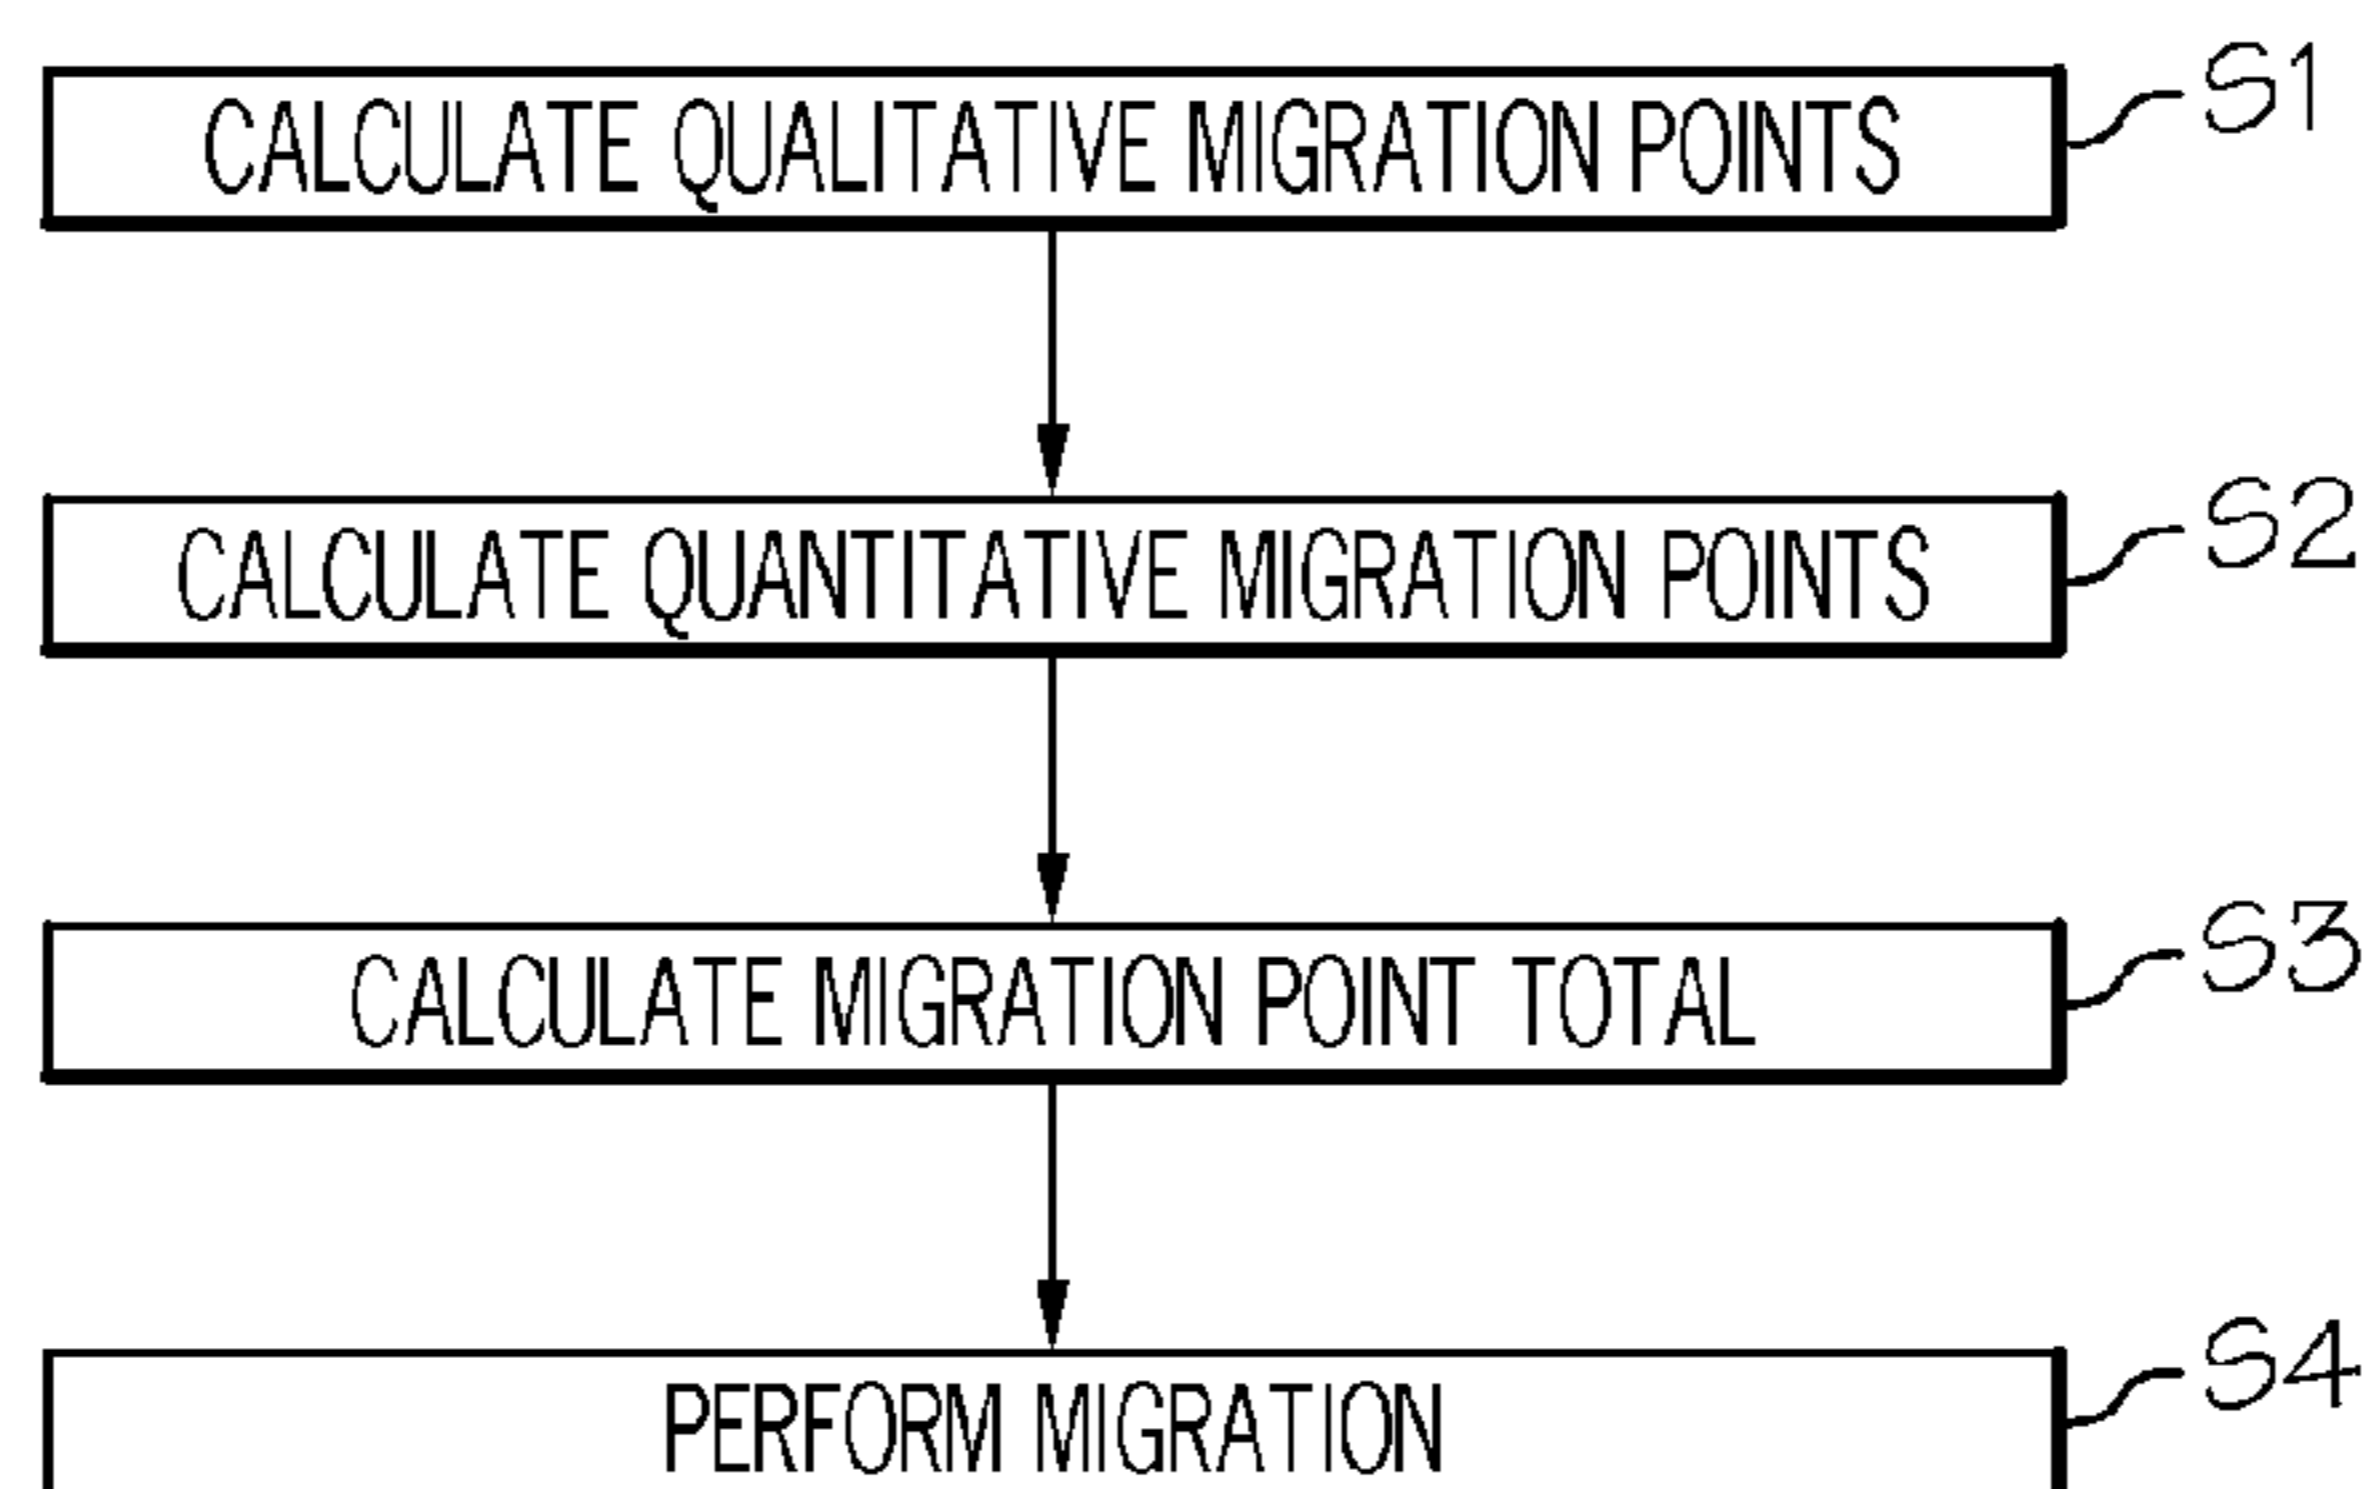 CALCULATE QUALITATIVE MIGRATION POINTS S1
CALCULATE QUANTITATIVE MIGRATION POINTS S2
CALCULATE MIGRATION POINT TOTAL S3
PERFORM MIGRATION S4